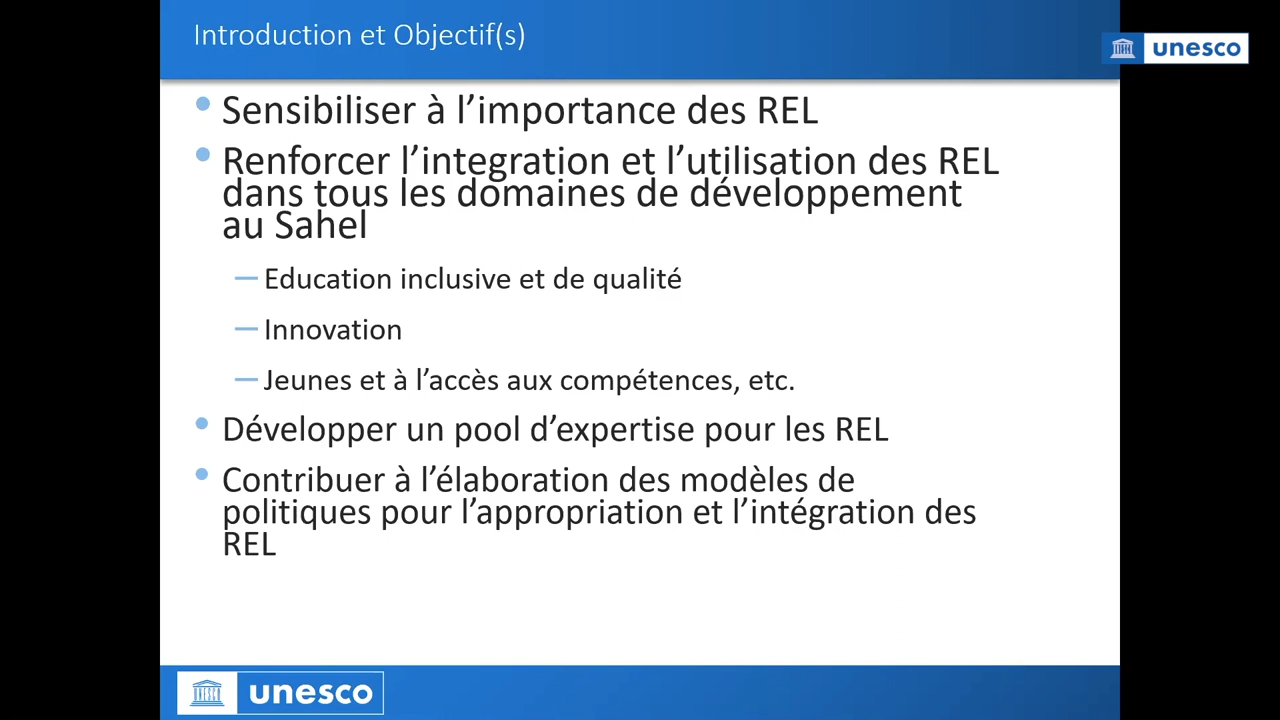 Introduction et Objectif(s)
unesco
• Sensibiliser à l’importance des REL
• Renforcer l’integration et l’utilisation des REL
dans tous les domaines de développement
au Sahel
— Education inclusive et de qualité
— Innovation
— Jeunes et à l’accès aux compétences, etc.
• Développer un pool d’expertise pour les REL
• Contribuer à l’élaboration des modèles de
politiques pour l’appropriation et l’intégration des
REL
unesco